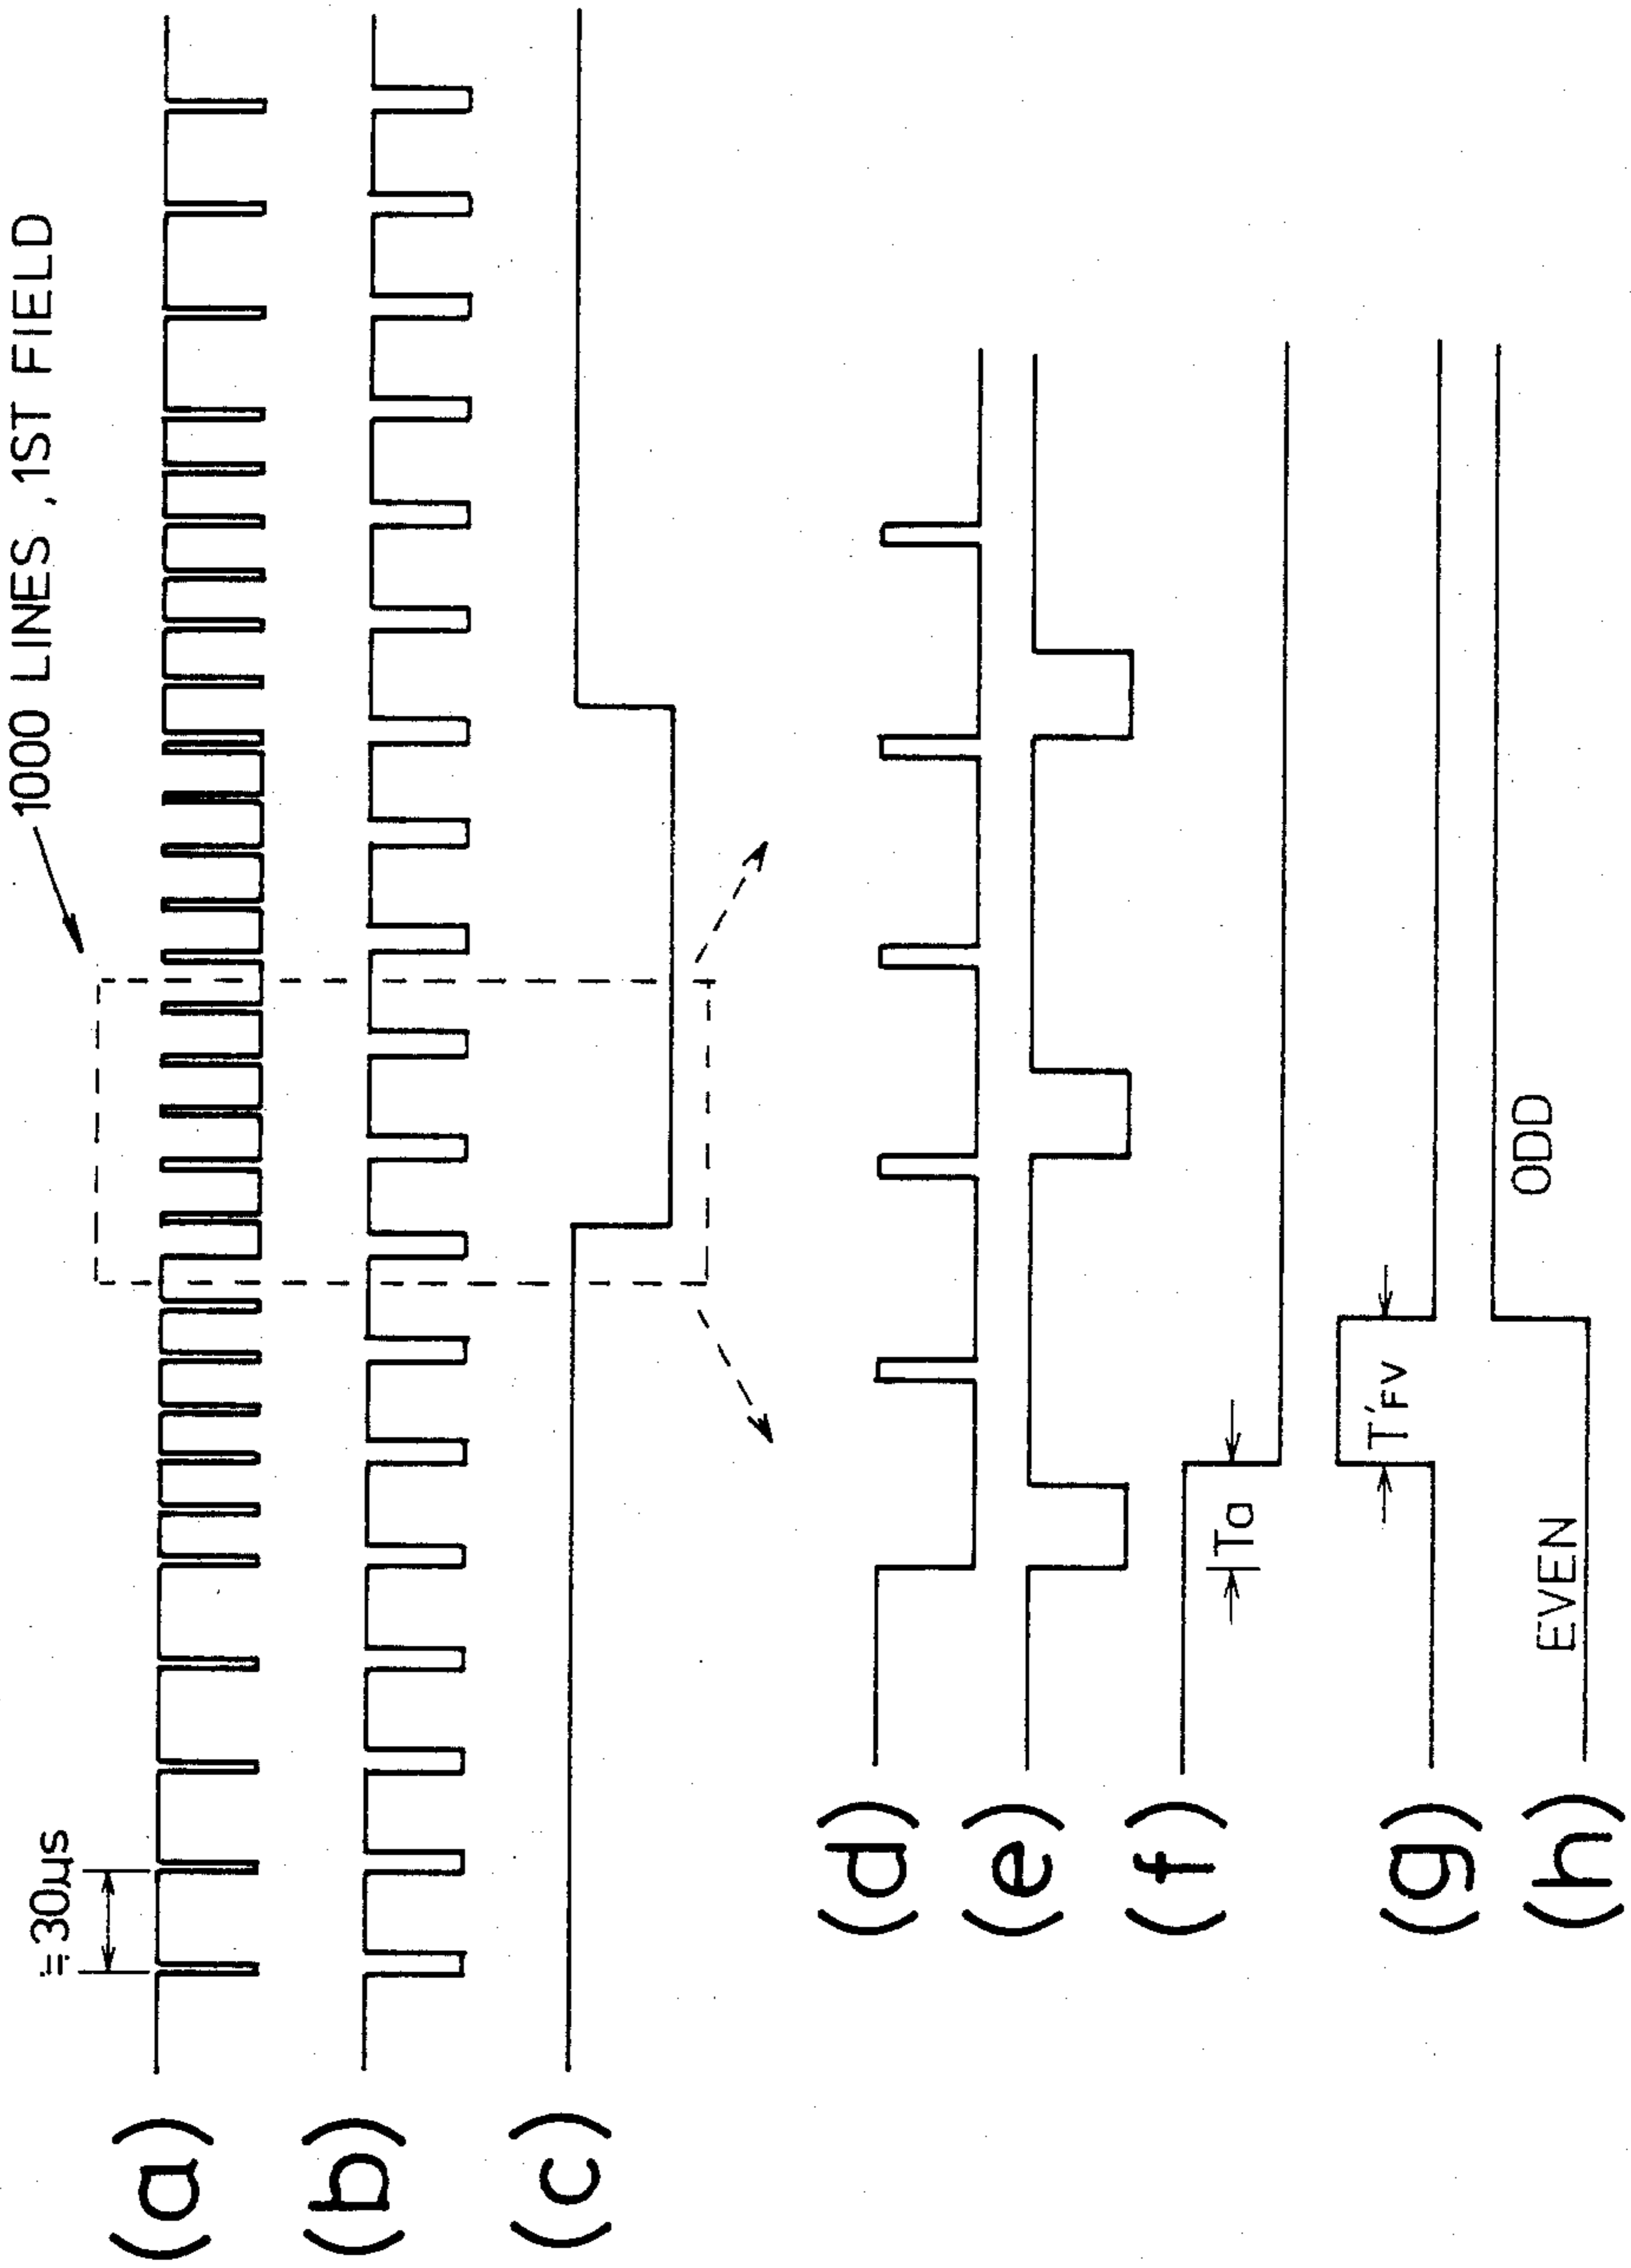 1000 LINES ,1ST FIELD
≒30µs
(a)
(b)
(c)
(d)
(e)
(f)
Ta
(g)
T'FV
(h)
EVEN
ODD